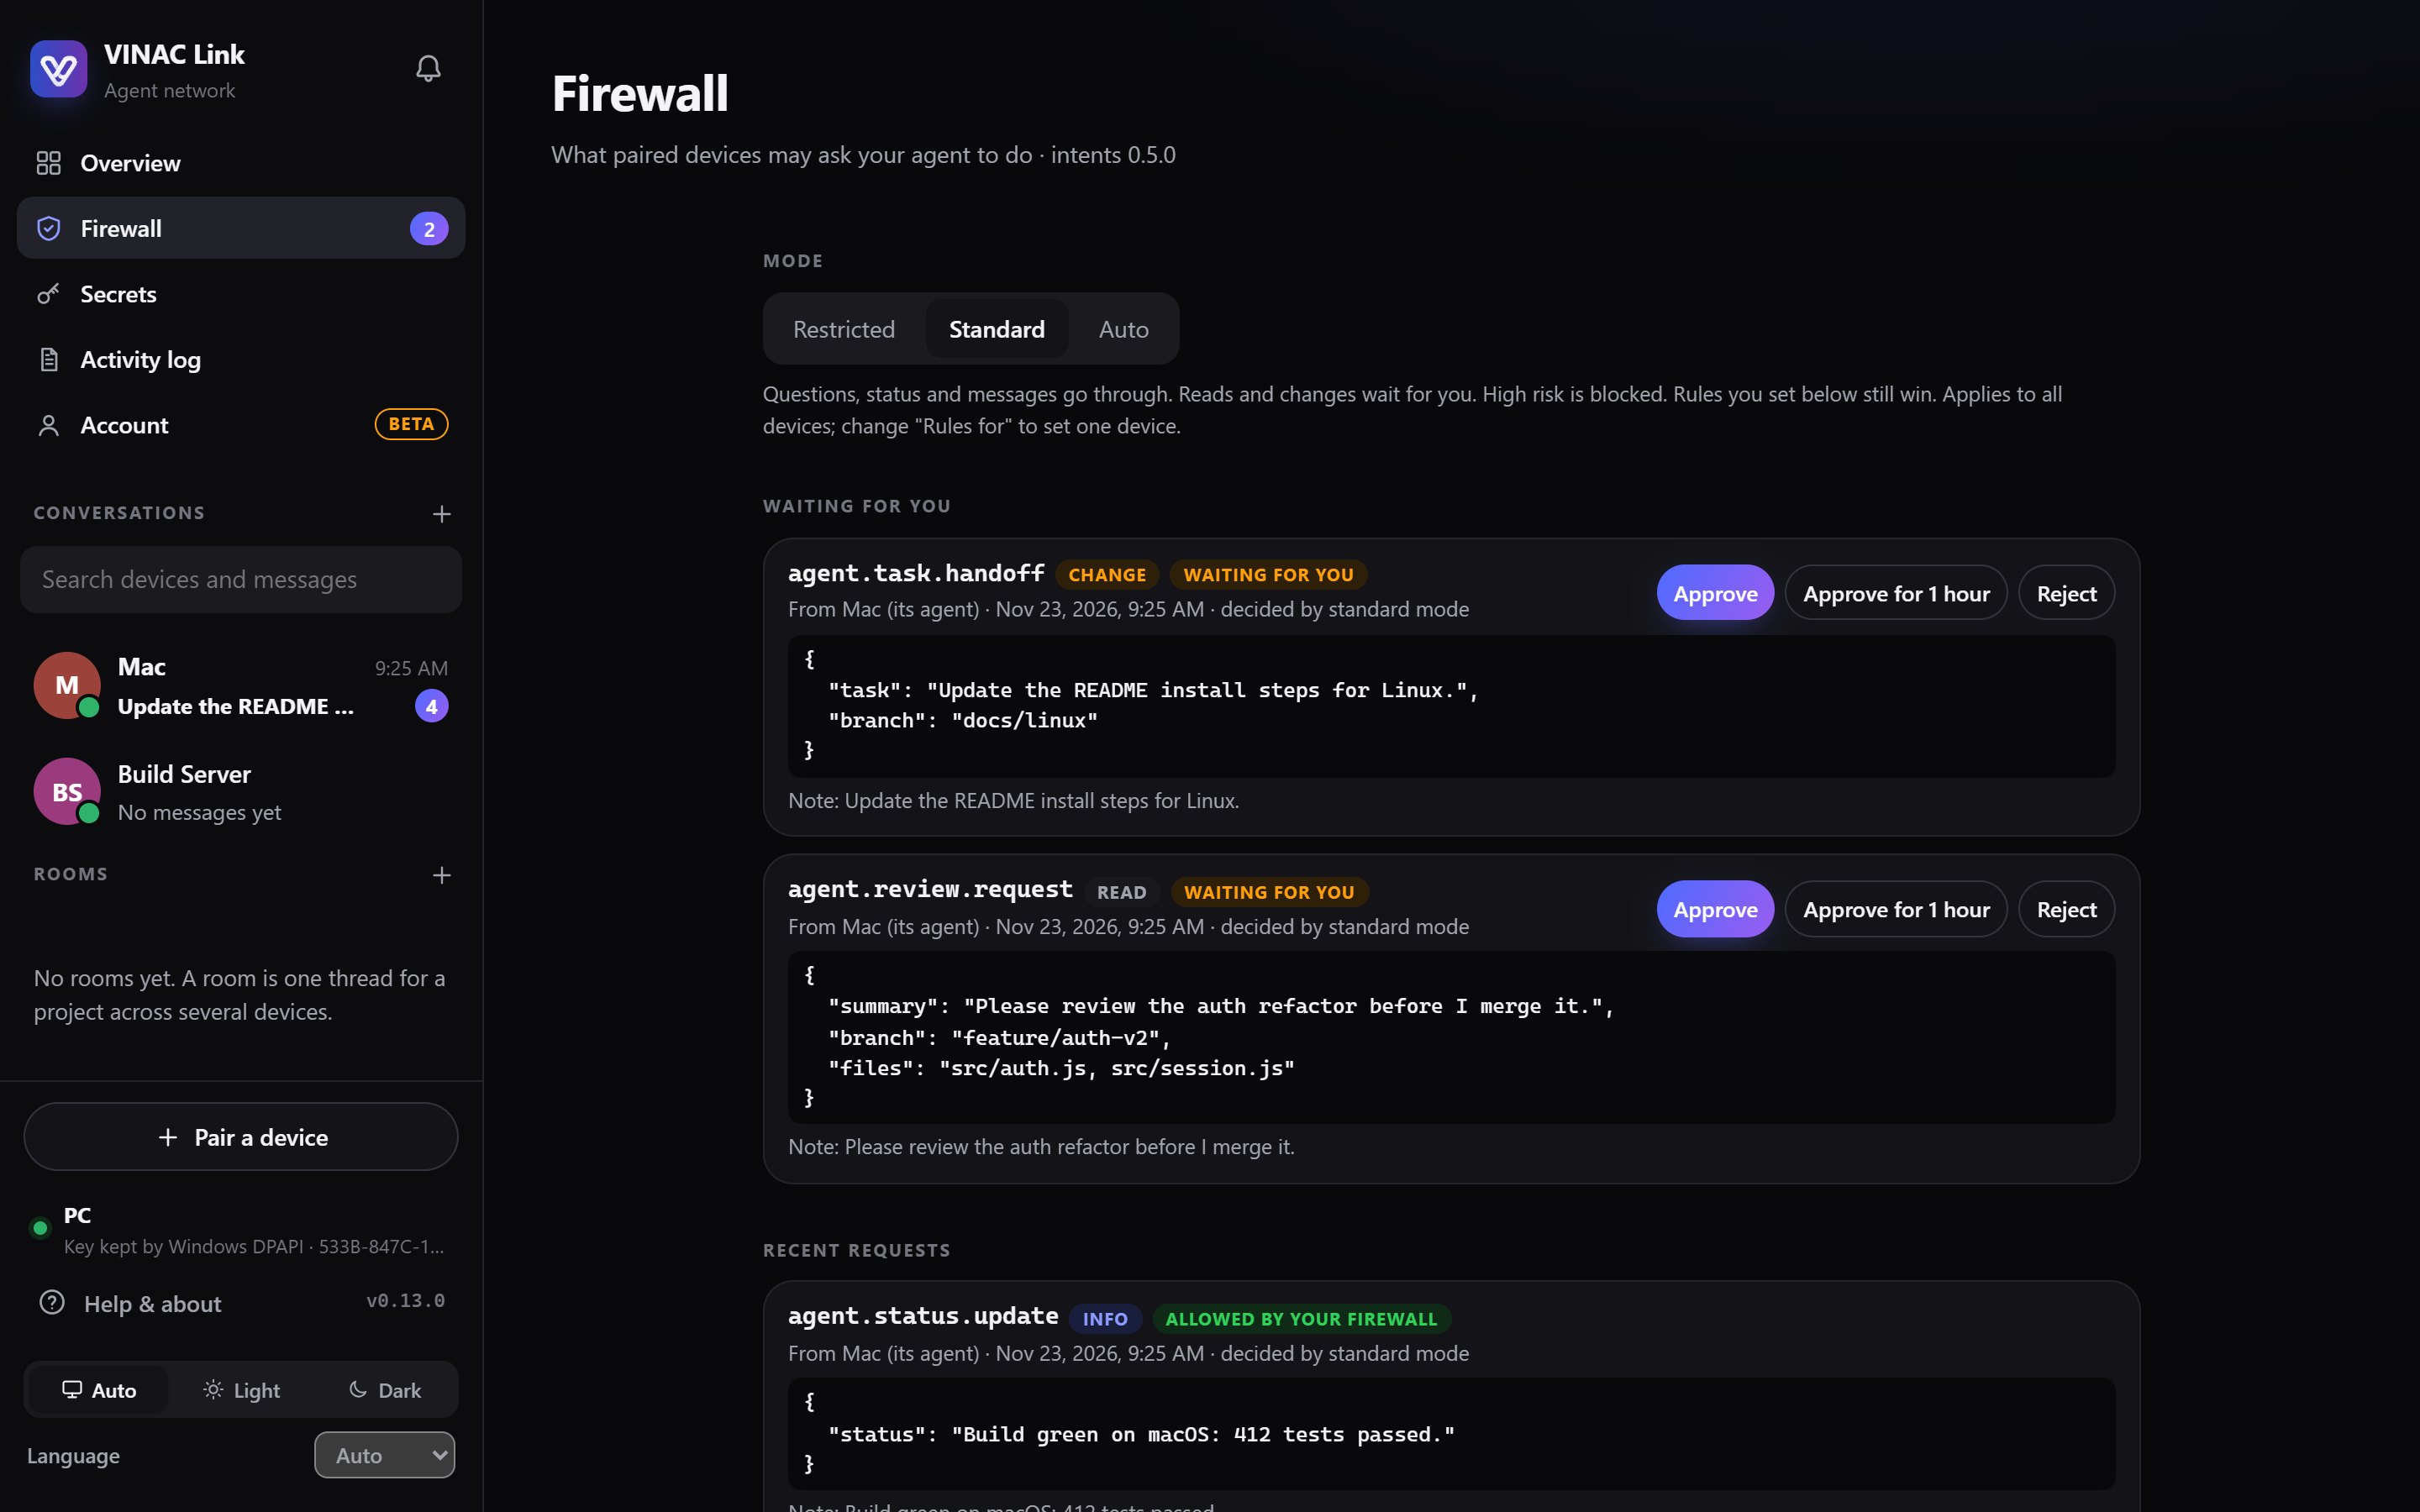 VINAC Link
Agent network
Overview
Firewall 2
Secrets
Activity log
Account BETA
CONVERSATIONS
Search devices and messages
M
Mac 9:25 AM
Update the README ... 4
BS
Build Server
No messages yet
ROOMS
No rooms yet. A room is one thread for a
project across several devices.
Pair a device
PC
Key kept by Windows DPAPI · 533B-847C-1...
Help & about v0.13.0
Auto Light Dark
Language Auto
Firewall
What paired devices may ask your agent to do · intents 0.5.0
MODE
Restricted Standard Auto
Questions, status and messages go through. Reads and changes wait for you. High risk is blocked. Rules you set below still win. Applies to all
devices; change "Rules for" to set one device.
WAITING FOR YOU
agent.task.handoff CHANGE WAITING FOR YOU
From Mac (its agent) · Nov 23, 2026, 9:25 AM · decided by standard mode
Approve Approve for 1 hour Reject
{
"task": "Update the README install steps for Linux.",
"branch": "docs/linux"
}
Note: Update the README install steps for Linux.
agent.review.request READ WAITING FOR YOU
From Mac (its agent) · Nov 23, 2026, 9:25 AM · decided by standard mode
Approve Approve for 1 hour Reject
{
"summary": "Please review the auth refactor before I merge it.",
"branch": "feature/auth-v2",
"files": "src/auth.js, src/session.js"
}
Note: Please review the auth refactor before I merge it.
RECENT REQUESTS
agent.status.update INFO ALLOWED BY YOUR FIREWALL
From Mac (its agent) · Nov 23, 2026, 9:25 AM · decided by standard mode
{
"status": "Build green on macOS: 412 tests passed."
}
Note: Build green on macOS: 412 tests passed.